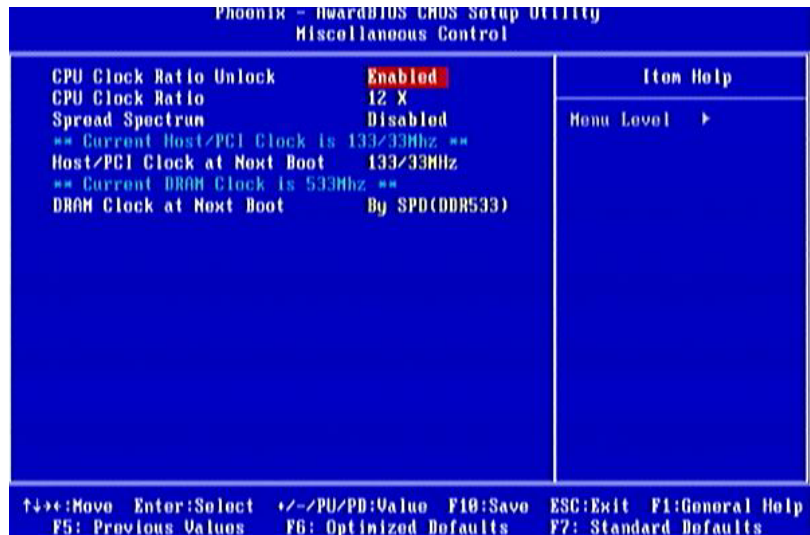 Phoenix - AwardBIOS CMOS Setup Utility
Miscellaneous Control
CPU Clock Ratio Unlock Enabled
CPU Clock Ratio 12 X
Spread Spectrum Disabled
** Current Host/PCI Clock is 133/33Mhz **
Host/PCI Clock at Next Boot 133/33MHz
** Current DRAM Clock is 533Mhz **
DRAM Clock at Next Boot By SPD(DDR533)
Item Help
Menu Level ▸
↑↓→←:Move Enter:Select +/-/PU/PD:Value F10:Save ESC:Exit F1:General Help
F5: Previous Values F6: Optimized Defaults F7: Standard Defaults